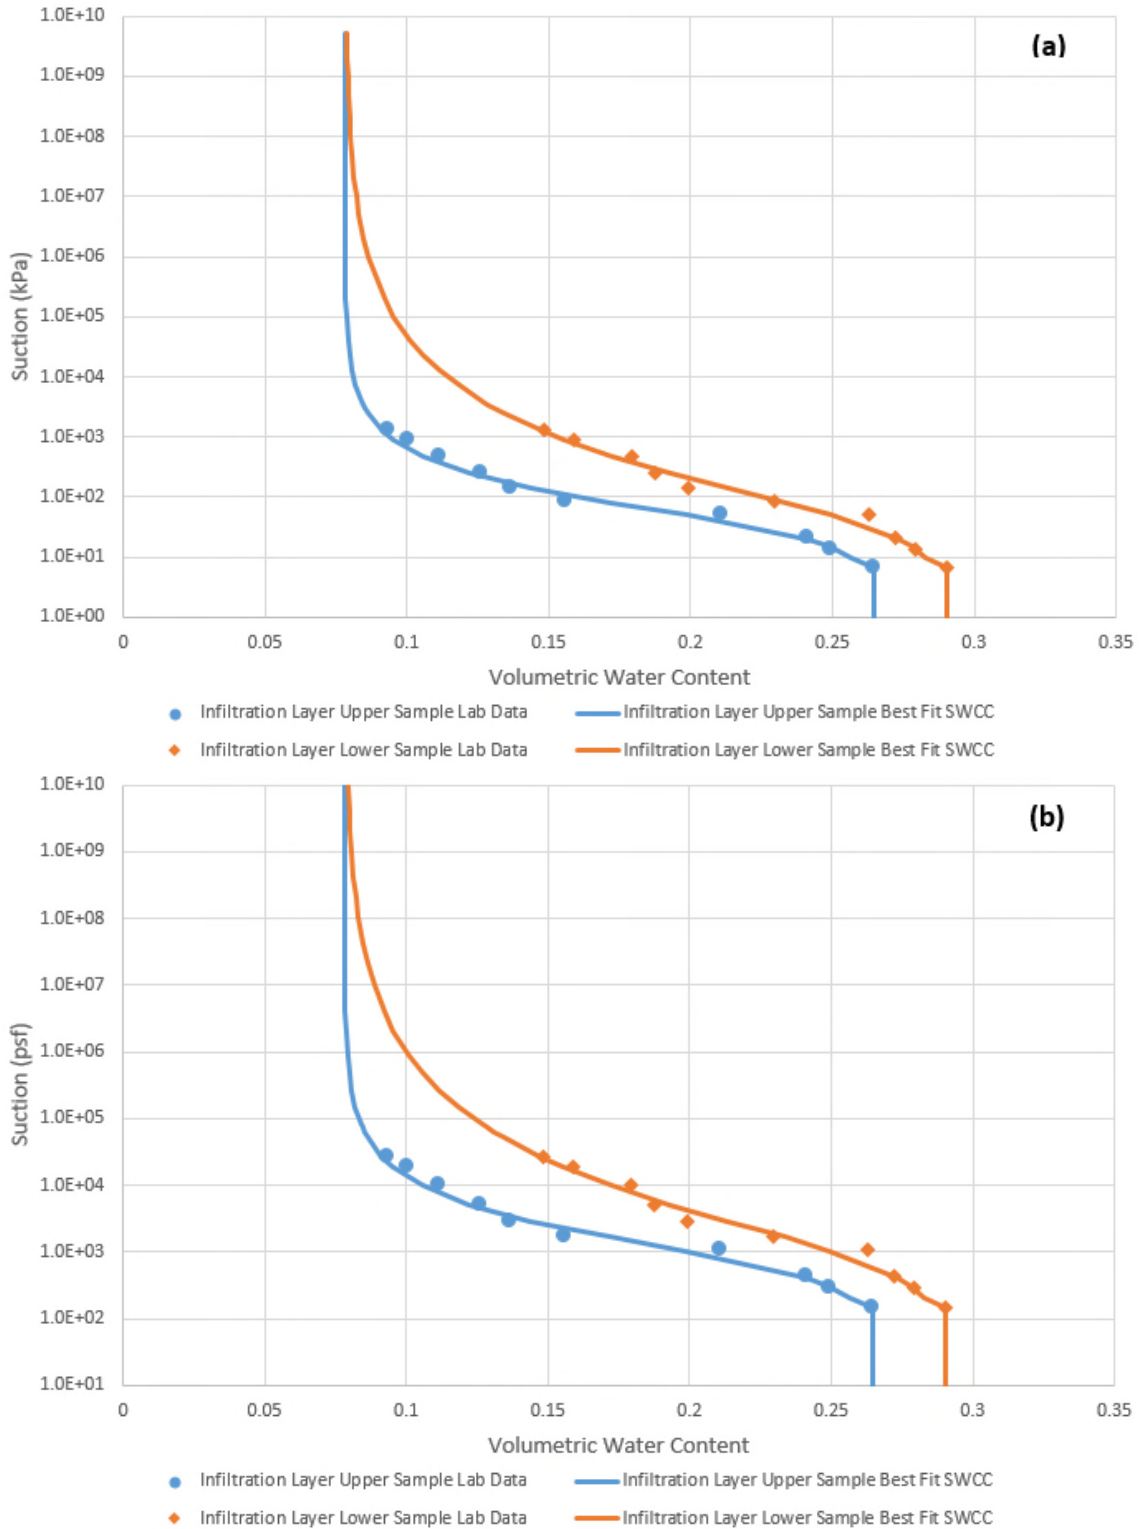 1.0E+10
(a)
1.0E+09
1.0E+08
1.0E+07
1.0E+06
1.0E+05
1.0E+04
1.0E+03
1.0E+02
1.0E+01
1.0E+00
Suction (kPa)
0 0.05 0.1 0.15 0.2 0.25 0.3 0.35
Volumetric Water Content
Infiltration Layer Upper Sample Lab Data Infiltration Layer Upper Sample Best Fit SWCC
Infiltration Layer Lower Sample Lab Data Infiltration Layer Lower Sample Best Fit SWCC
1.0E+10
(b)
1.0E+09
1.0E+08
1.0E+07
1.0E+06
1.0E+05
1.0E+04
1.0E+03
1.0E+02
1.0E+01
Suction (psf)
0 0.05 0.1 0.15 0.2 0.25 0.3 0.35
Volumetric Water Content
Infiltration Layer Upper Sample Lab Data Infiltration Layer Upper Sample Best Fit SWCC
Infiltration Layer Lower Sample Lab Data Infiltration Layer Lower Sample Best Fit SWCC